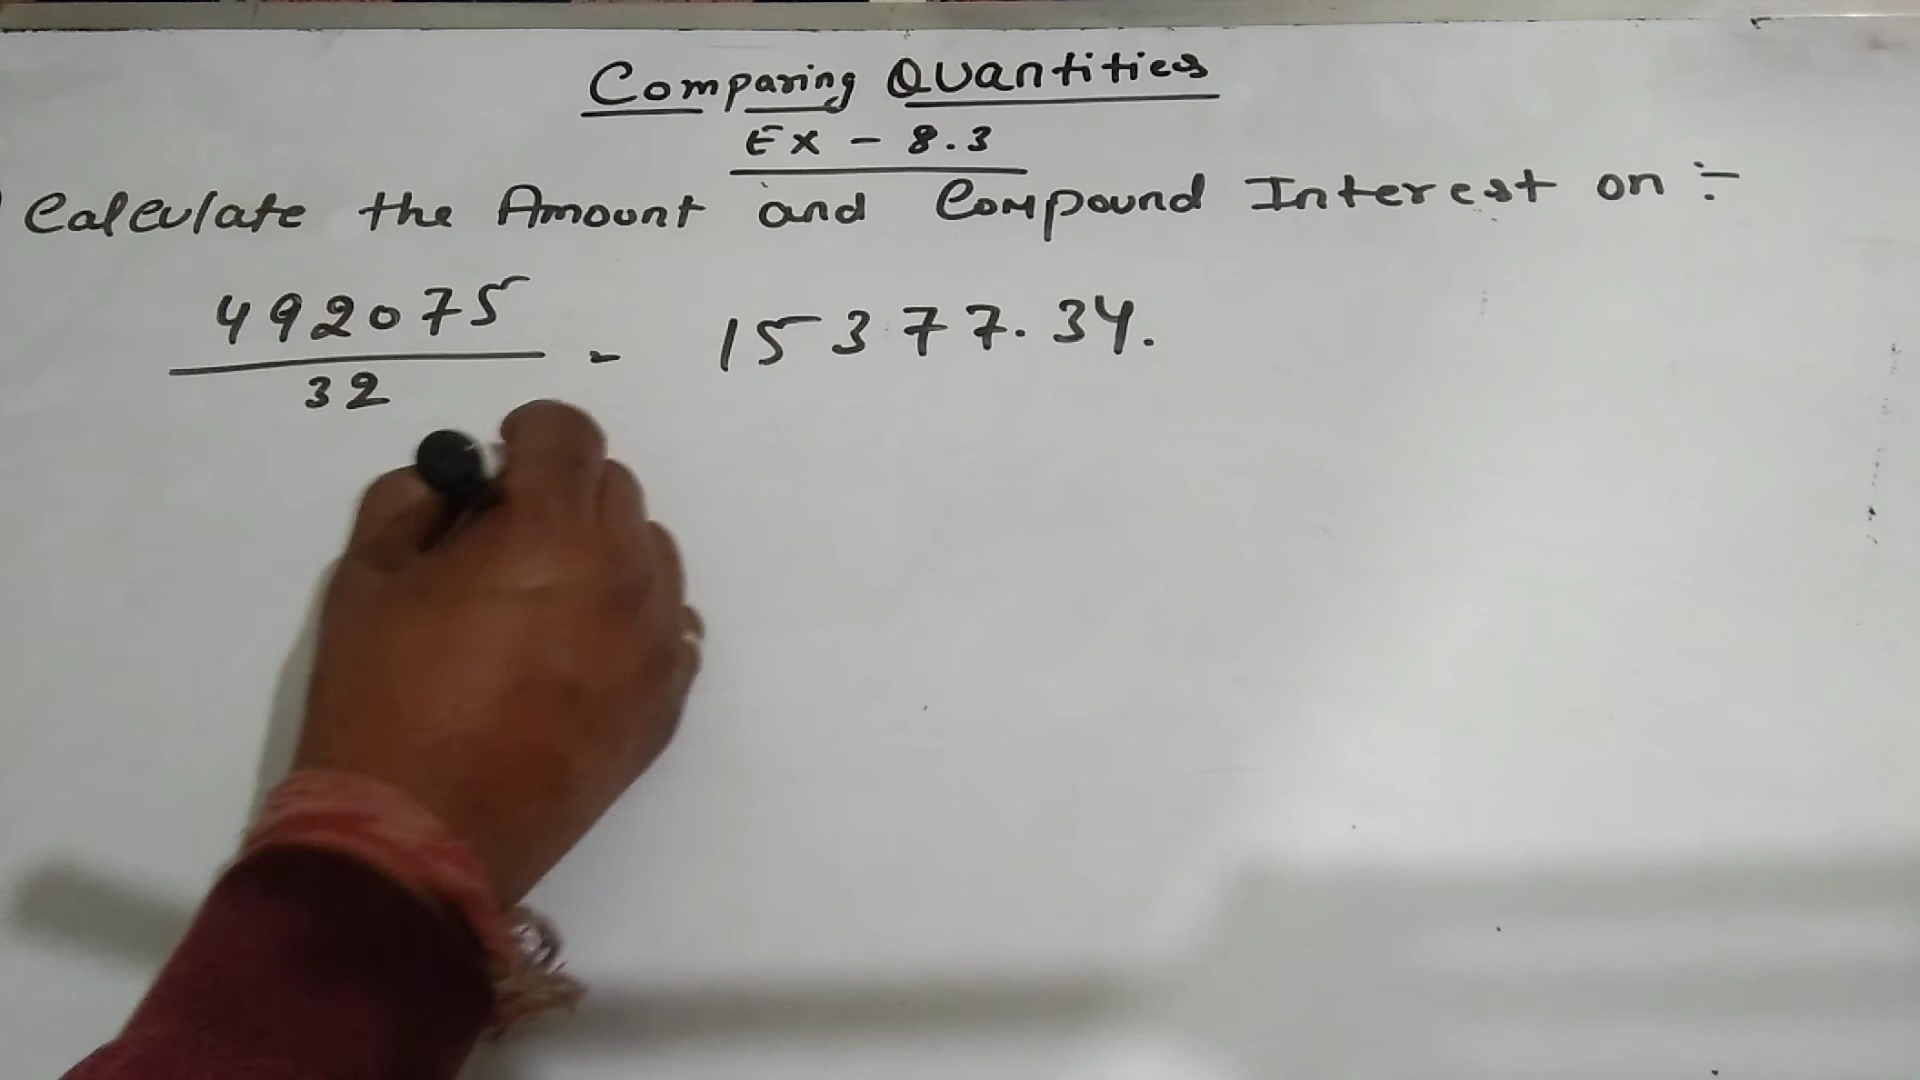 Comparing Quantities
Ex - 8.3
Calculate the Amount and Compound Interest on :-
492075
32
- 15377.34.